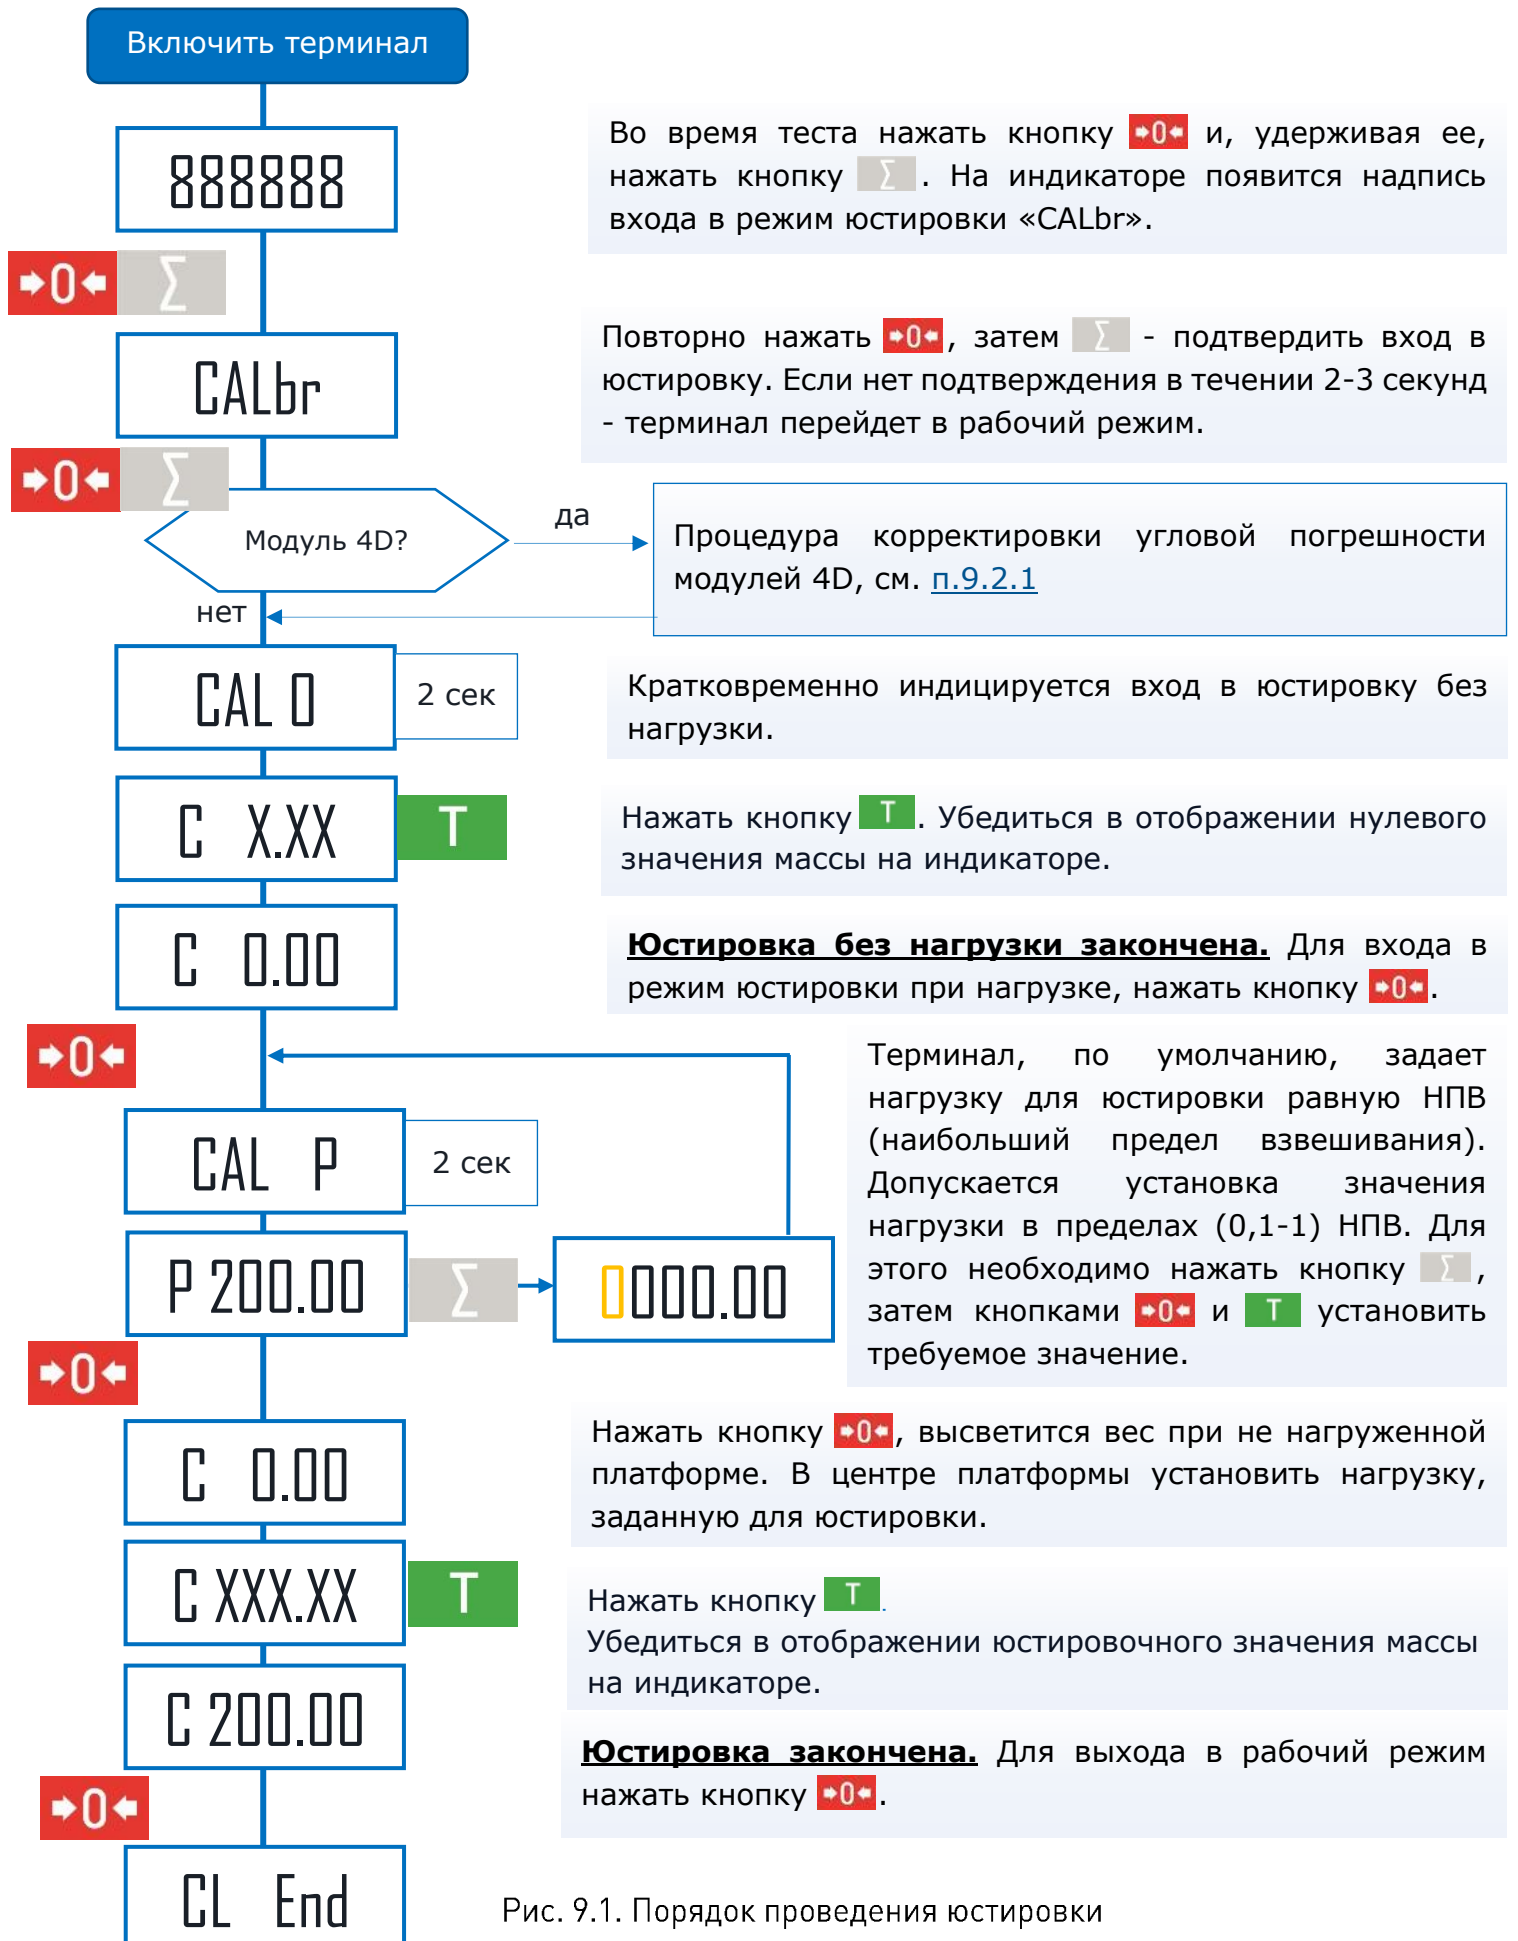 Включить терминал
888888
Во время теста нажать кнопку →0← и, удерживая ее,
нажать кнопку Σ . На индикаторе появится надпись
входа в режим юстировки «CALbr».
→0← Σ
CALbr
Повторно нажать →0←, затем Σ - подтвердить вход в
юстировку. Если нет подтверждения в течении 2-3 секунд
- терминал перейдет в рабочий режим.
→0← Σ
Модуль 4D?
да
Процедура корректировки угловой погрешности
модулей 4D, см. п.9.2.1
нет
CAL 0
2 сек
Кратковременно индицируется вход в юстировку без
нагрузки.
C X.XX
T
Нажать кнопку T . Убедиться в отображении нулевого
значения массы на индикаторе.
C 0.00
Юстировка без нагрузки закончена. Для входа в
режим юстировки при нагрузке, нажать кнопку →0←.
→0←
Терминал, по умолчанию, задает
нагрузку для юстировки равную НПВ
(наибольший предел взвешивания).
Допускается установка значения
нагрузки в пределах (0,1-1) НПВ. Для
этого необходимо нажать кнопку Σ ,
затем кнопками →0← и T установить
требуемое значение.
CAL P
2 сек
P 200.00
Σ
0000.00
→0←
Нажать кнопку →0←, высветится вес при не нагруженной
платформе. В центре платформы установить нагрузку,
заданную для юстировки.
C 0.00
C XXX.XX
T
Нажать кнопку T .
Убедиться в отображении юстировочного значения массы
на индикаторе.
C 200.00
Юстировка закончена. Для выхода в рабочий режим
нажать кнопку →0←.
→0←
CL End
Рис. 9.1. Порядок проведения юстировки